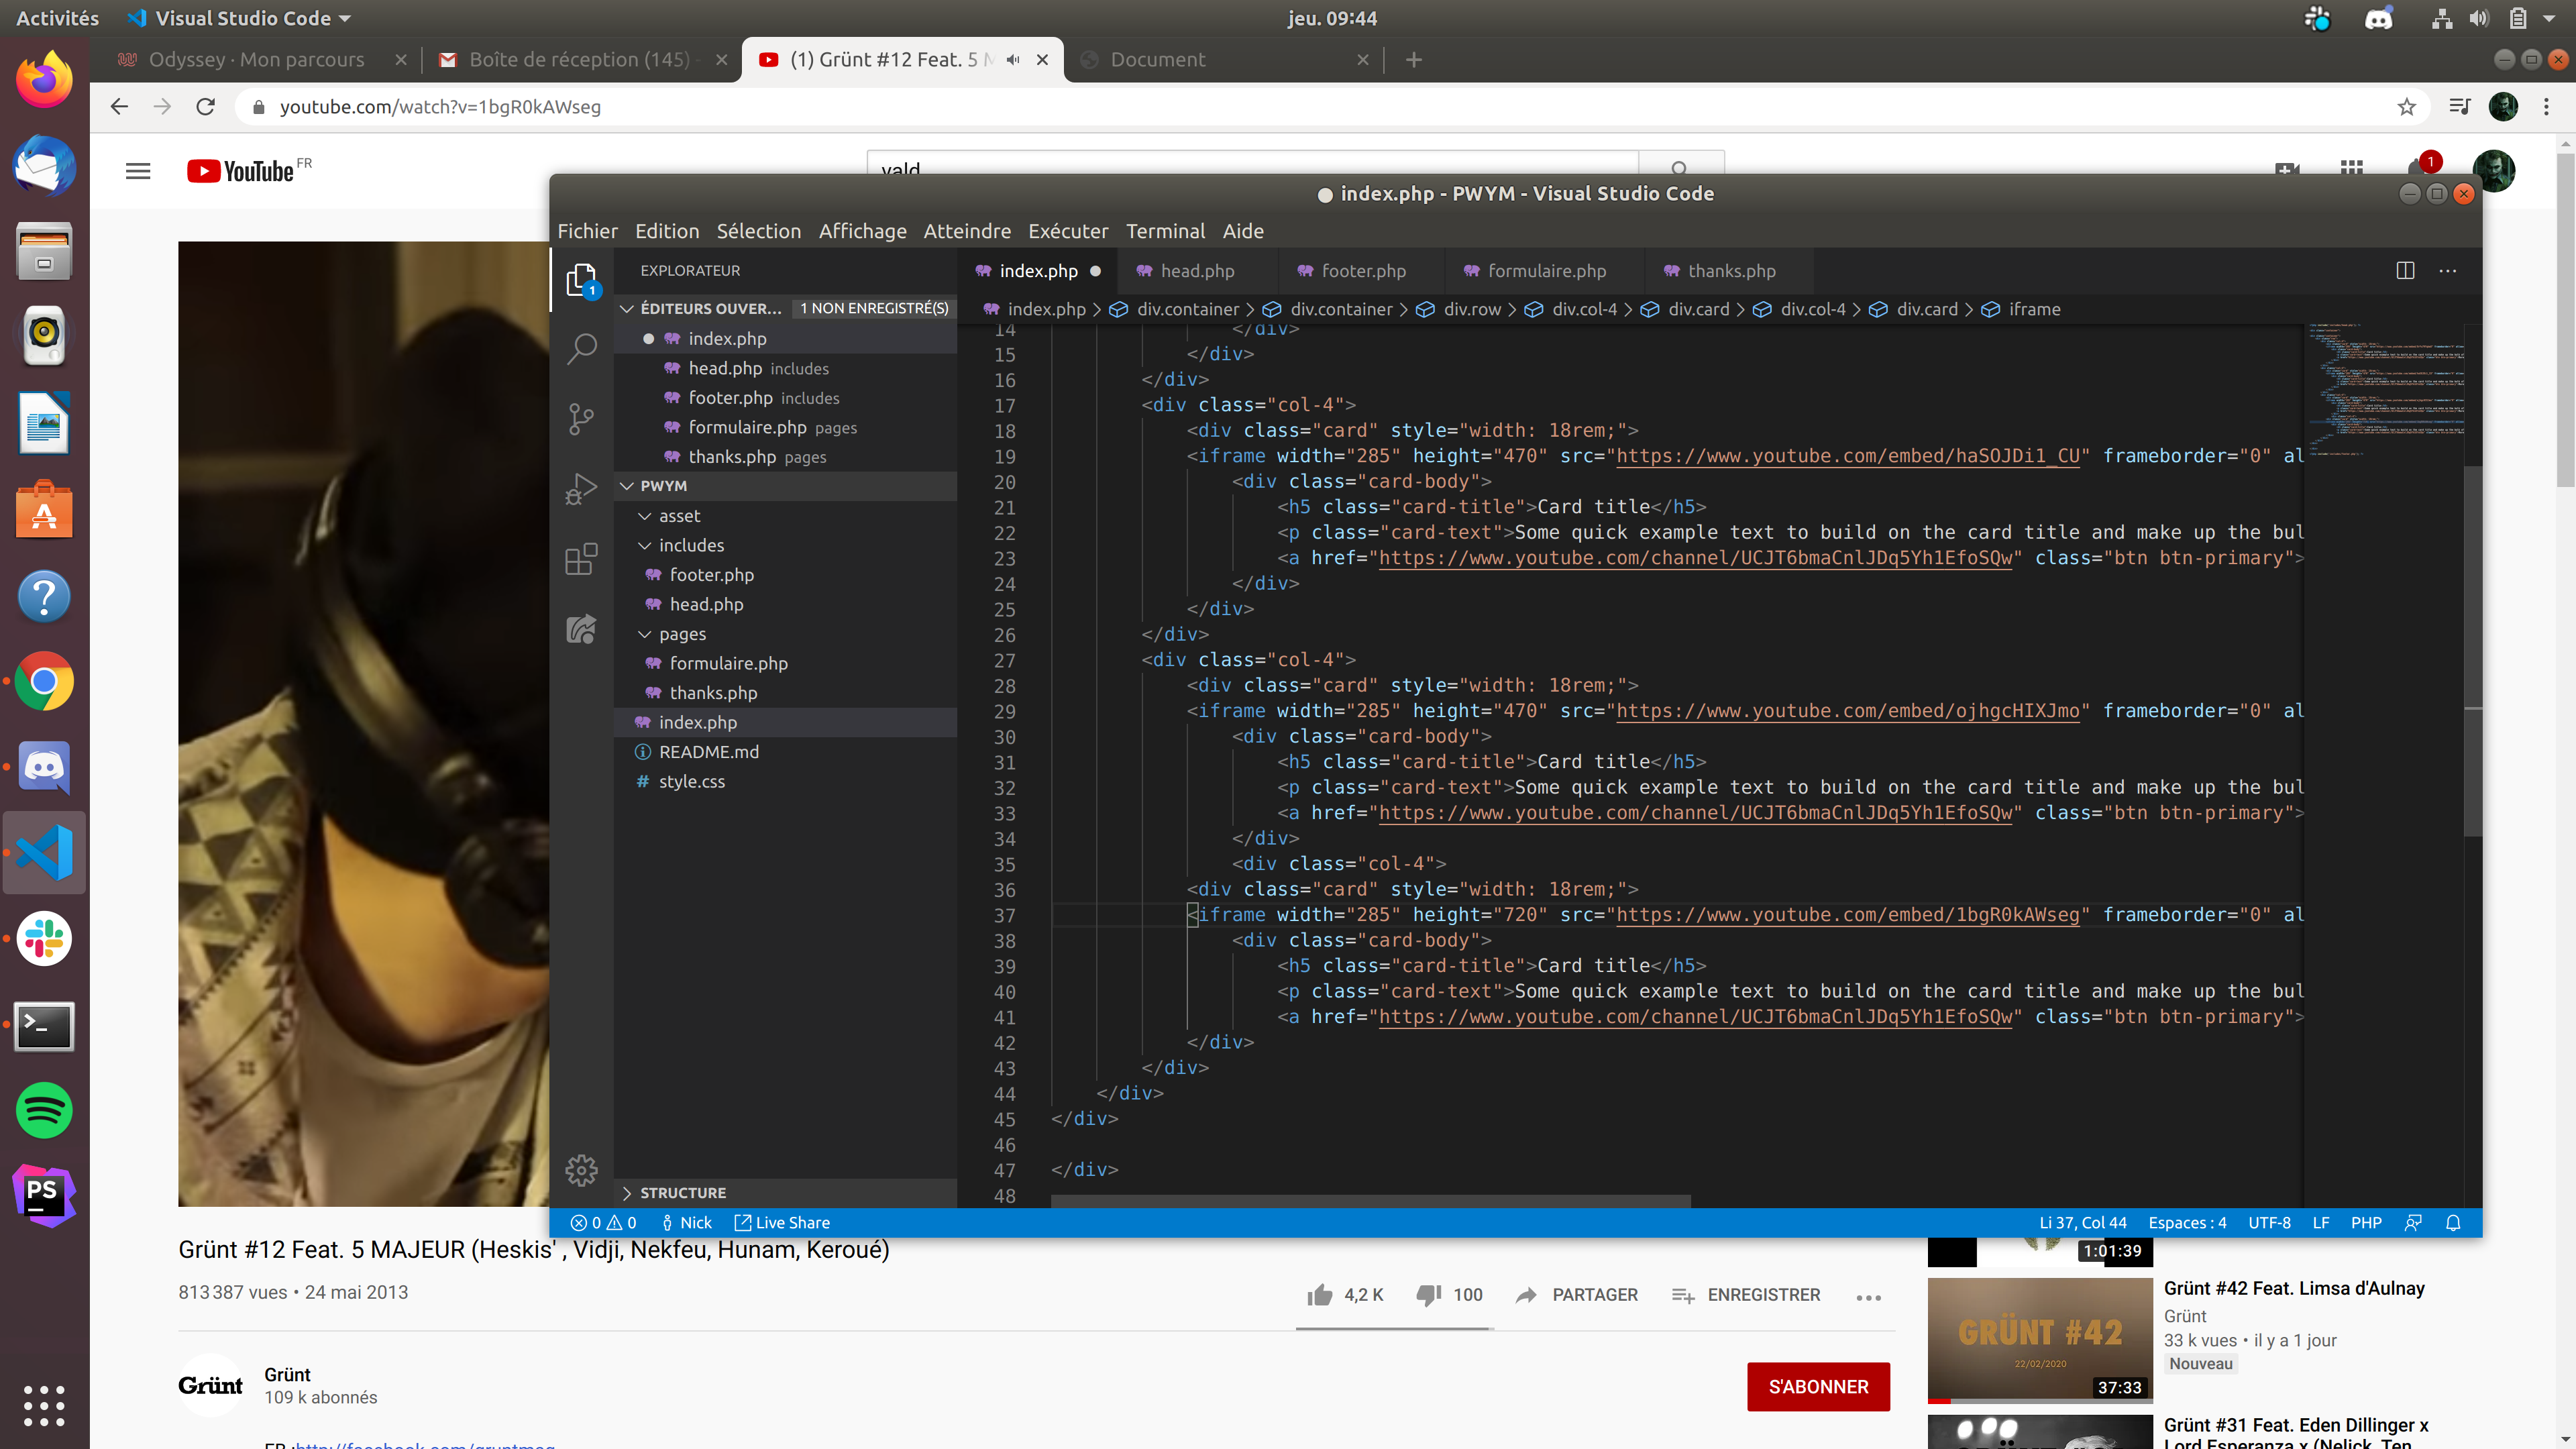 Activités
Visual Studio Code
jeu. 09:44
Odyssey · Mon parcours
Boîte de réception (145)
(1) Grünt #12 Feat. 5
Document
youtube.com/watch?v=1bgR0kAWseg
YouTube FR
vald
1
index.php - PWYM - Visual Studio Code
Fichier Edition Sélection Affichage Atteindre Exécuter Terminal Aide
1
EXPLORATEUR
ÉDITEURS OUVER... 1 NON ENREGISTRÉ(S)
index.php
head.php includes
footer.php includes
formulaire.php pages
thanks.php pages
PWYM
asset
includes
footer.php
head.php
pages
formulaire.php
thanks.php
index.php
README.md
# style.css
STRUCTURE
index.php head.php footer.php formulaire.php thanks.php
index.php > div.container > div.container > div.row > div.col-4 > div.card > div.col-4 > div.card > iframe
14 </div>
15 </div>
16 </div>
17 <div class="col-4">
18 <div class="card" style="width: 18rem;">
19 <iframe width="285" height="470" src="https://www.youtube.com/embed/haSOJDi1_CU" frameborder="0" al
20 <div class="card-body">
21 <h5 class="card-title">Card title</h5>
22 <p class="card-text">Some quick example text to build on the card title and make up the bul
23 <a href="https://www.youtube.com/channel/UCJT6bmaCnlJDq5Yh1EfoSQw" class="btn btn-primary">
24 </div>
25 </div>
26 </div>
27 <div class="col-4">
28 <div class="card" style="width: 18rem;">
29 <iframe width="285" height="470" src="https://www.youtube.com/embed/ojhgcHIXJmo" frameborder="0" al
30 <div class="card-body">
31 <h5 class="card-title">Card title</h5>
32 <p class="card-text">Some quick example text to build on the card title and make up the bul
33 <a href="https://www.youtube.com/channel/UCJT6bmaCnlJDq5Yh1EfoSQw" class="btn btn-primary">
34 </div>
35 <div class="col-4">
36 <div class="card" style="width: 18rem;">
37 <iframe width="285" height="720" src="https://www.youtube.com/embed/1bgR0kAWseg" frameborder="0" al
38 <div class="card-body">
39 <h5 class="card-title">Card title</h5>
40 <p class="card-text">Some quick example text to build on the card title and make up the bul
41 <a href="https://www.youtube.com/channel/UCJT6bmaCnlJDq5Yh1EfoSQw" class="btn btn-primary">
42 </div>
43 </div>
44 </div>
45 </div>
46
47 </div>
48
0 0 Nick Live Share
Li 37, Col 44 Espaces : 4 UTF-8 LF PHP
PS
Grünt #12 Feat. 5 MAJEUR (Heskis' , Vidji, Nekfeu, Hunam, Keroué)
813 387 vues • 24 mai 2013
4,2 K 100 PARTAGER ENREGISTRER
Grünt
Grünt
109 k abonnés
S'ABONNER
FB :http://facebook.com/gruntmag
1:01:39
GRÜNT #42
22/02/2020
37:33
Grünt #42 Feat. Limsa d'Aulnay
Grünt
33 k vues • il y a 1 jour
Nouveau
Grünt #31 Feat. Eden Dillinger x
Lord Esperanza x (Nelick, Ten